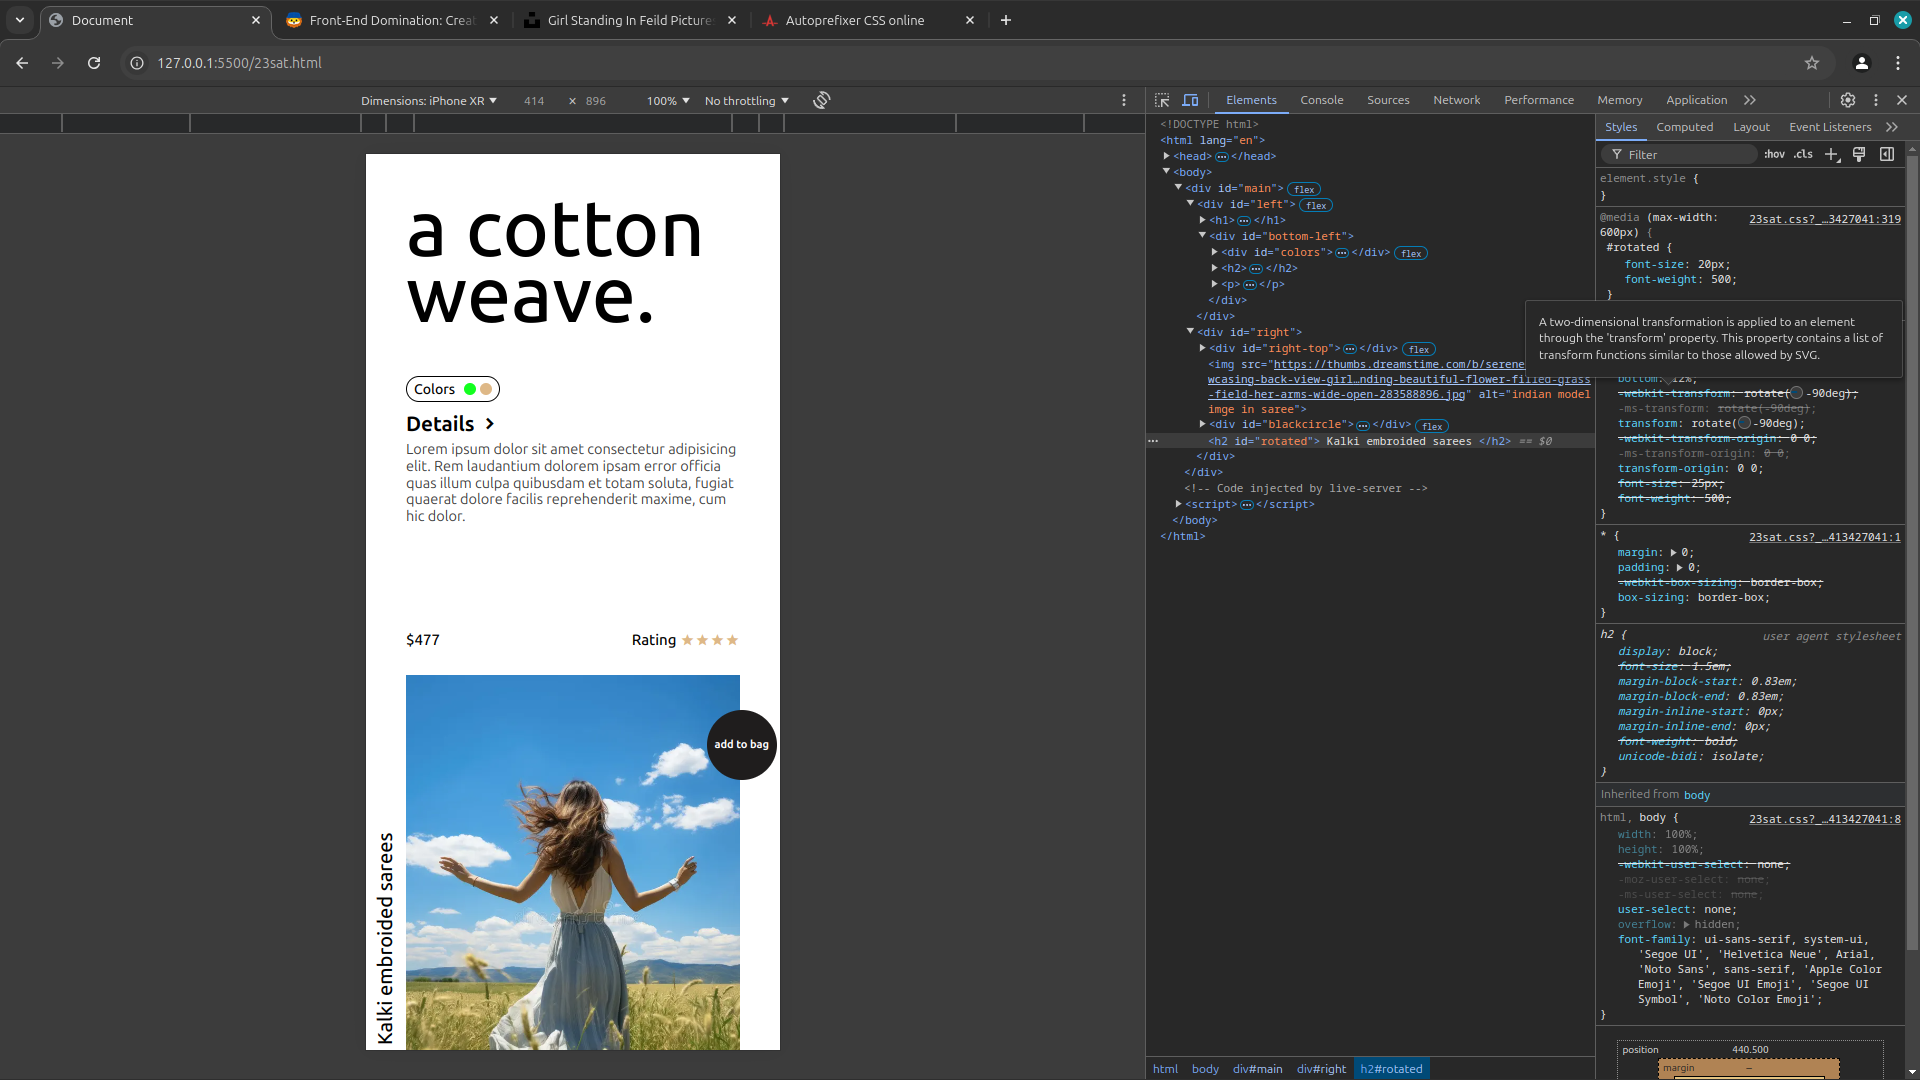 Document
Front-End Domination: Crea
Girl Standing In Feild Picture
Autoprefixer CSS online
127.0.0.1:5500/23sat.html
Dimensions: iPhone XR
414
×
896
100%
No throttling
Elements
Console
Sources
Network
Performance
Memory
Application
a cotton
weave.
Colors
Details
Lorem ipsum dolor sit amet consectetur adipisicing
elit. Rem laudantium dolorem ipsam error officia
quas illum culpa quibusdam et totam soluta, fugiat
quaerat dolore facilis reprehenderit maxime, cum
hic dolor.
$477
Rating
add to bag
Kalki embroided sarees
<!DOCTYPE html>
<html lang="en">
<head>…</head>
<body>
<div id="main"> flex
<div id="left"> flex
<h1>…</h1>
<div id="bottom-left">
<div id="colors">…</div> flex
<h2>…</h2>
<p>…</p>
</div>
</div>
<div id="right">
<div id="right-top">…</div> flex
<img src="https://thumbs.dreamstime.com/b/serene
wcasing-back-view-girl…nding-beautiful-flower-filled-grass
-field-her-arms-wide-open-283588896.jpg" alt="indian model
imge in saree">
<div id="blackcircle">…</div> flex
<h2 id="rotated"> Kalki embroided sarees </h2> == $0
</div>
</div>
<!-- Code injected by live-server -->
<script>…</script>
</body>
</html>
html
body
div#main
div#right
h2#rotated
Styles
Computed
Layout
Event Listeners
Filter
:hov
.cls
element.style {
}
@media (max-width: 23sat.css?_…3427041:319
600px) {
#rotated {
font-size: 20px;
font-weight: 500;
}
A two-dimensional transformation is applied to an element
through the 'transform' property. This property contains a list of
transform functions similar to those allowed by SVG.
bottom: 12%;
-webkit-transform: rotate(-90deg);
-ms-transform: rotate(-90deg);
transform: rotate(-90deg);
-webkit-transform-origin: 0 0;
-ms-transform-origin: 0 0;
transform-origin: 0 0;
font-size: 25px;
font-weight: 500;
}
* { 23sat.css?_…413427041:1
margin: 0;
padding: 0;
-webkit-box-sizing: border-box;
box-sizing: border-box;
}
h2 { user agent stylesheet
display: block;
font-size: 1.5em;
margin-block-start: 0.83em;
margin-block-end: 0.83em;
margin-inline-start: 0px;
margin-inline-end: 0px;
font-weight: bold;
unicode-bidi: isolate;
}
Inherited from body
html, body { 23sat.css?_…413427041:8
width: 100%;
height: 100%;
-webkit-user-select: none;
-moz-user-select: none;
-ms-user-select: none;
user-select: none;
overflow: hidden;
font-family: ui-sans-serif, system-ui,
'Segoe UI', 'Helvetica Neue', Arial,
'Noto Sans', sans-serif, 'Apple Color
Emoji', 'Segoe UI Emoji', 'Segoe UI
Symbol', 'Noto Color Emoji';
}
position
440.500
margin
–